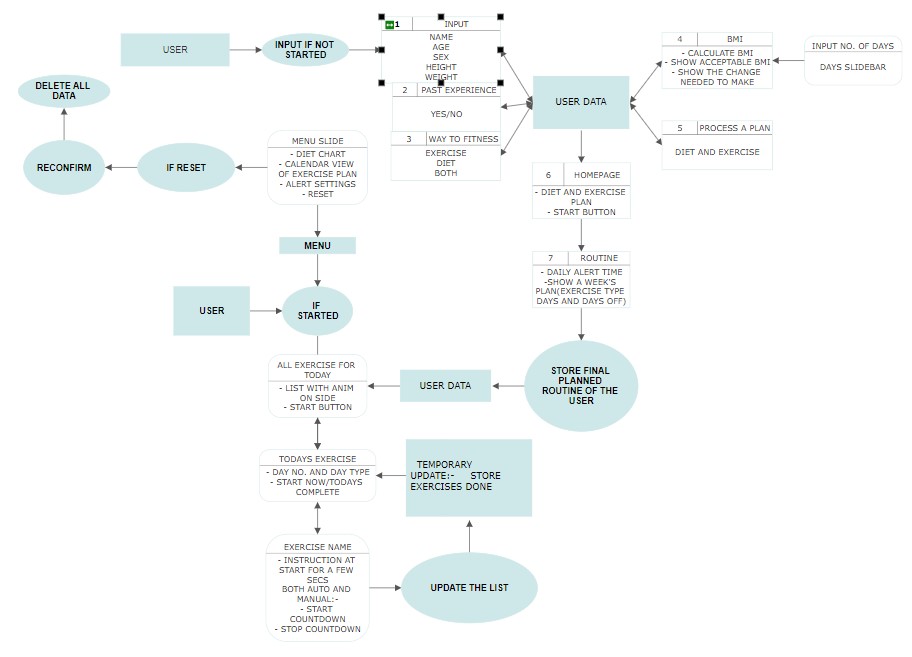 USER
INPUT IF NOT
STARTED
1 INPUT
NAME
AGE
SEX
HEIGHT
WEIGHT
2 PAST EXPERIENCE
YES/NO
3 WAY TO FITNESS
EXERCISE
DIET
BOTH
USER DATA
4 BMI
- CALCULATE BMI
- SHOW ACCEPTABLE BMI
- SHOW THE CHANGE
NEEDED TO MAKE
INPUT NO. OF DAYS
DAYS SLIDEBAR
5 PROCESS A PLAN
DIET AND EXERCISE
6 HOMEPAGE
- DIET AND EXERCISE
PLAN
- START BUTTON
7 ROUTINE
- DAILY ALERT TIME
-SHOW A WEEK'S
PLAN(EXERCISE TYPE
DAYS AND DAYS OFF)
STORE FINAL
PLANNED
ROUTINE OF THE
USER
USER DATA
DELETE ALL
DATA
RECONFIRM
IF RESET
MENU SLIDE
- DIET CHART
- CALENDAR VIEW
OF EXERCISE PLAN
- ALERT SETTINGS
- RESET
MENU
USER
IF
STARTED
ALL EXERCISE FOR
TODAY
- LIST WITH ANIM
ON SIDE
- START BUTTON
TODAYS EXERCISE
- DAY NO. AND DAY TYPE
- START NOW/TODAYS
COMPLETE
TEMPORARY
UPDATE:- STORE
EXERCISES DONE
EXERCISE NAME
- INSTRUCTION AT
START FOR A FEW
SECS
BOTH AUTO AND
MANUAL:-
- START
COUNTDOWN
- STOP COUNTDOWN
UPDATE THE LIST